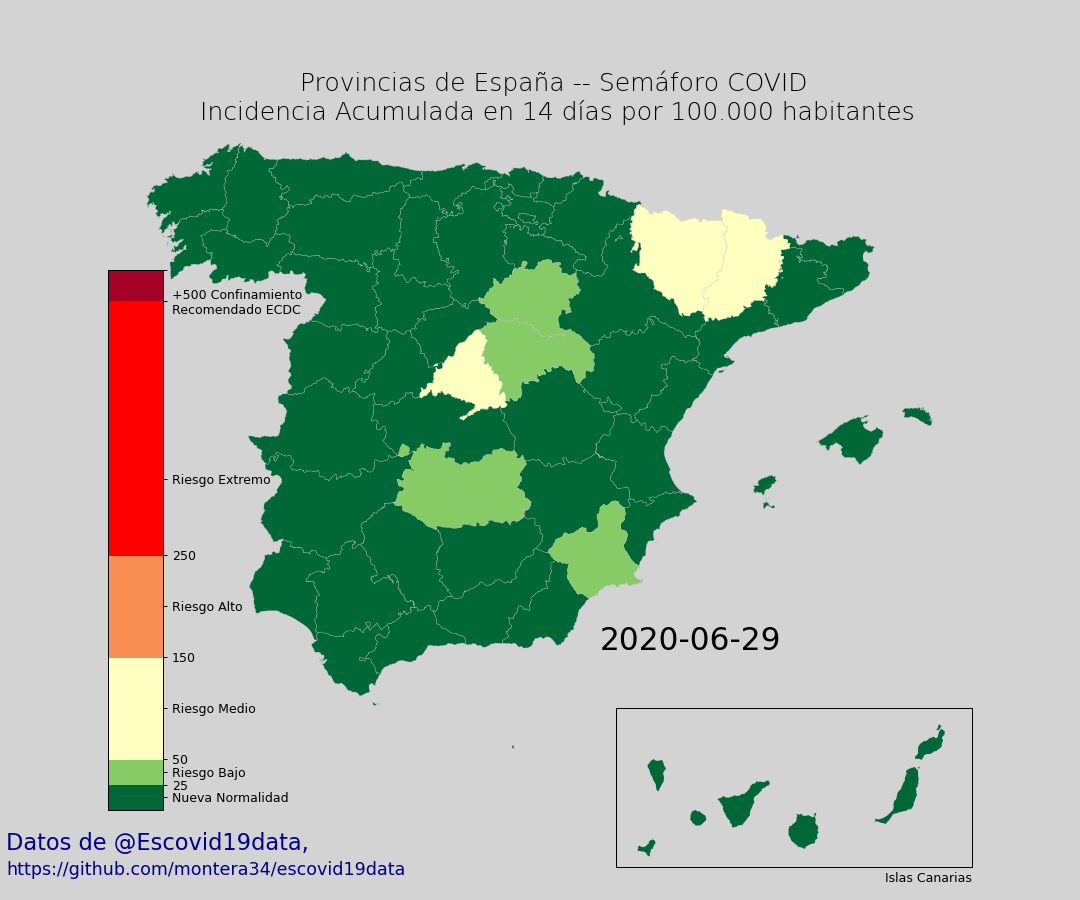 Provincias de España -- Semáforo COVID
Incidencia Acumulada en 14 días por 100.000 habitantes
+500 Confinamiento
Recomendado ECDC
Riesgo Extremo
250
Riesgo Alto
150
Riesgo Medio
50
Riesgo Bajo
25
Nueva Normalidad
2020-06-29
Islas Canarias
Datos de @Escovid19data,
https://github.com/montera34/escovid19data